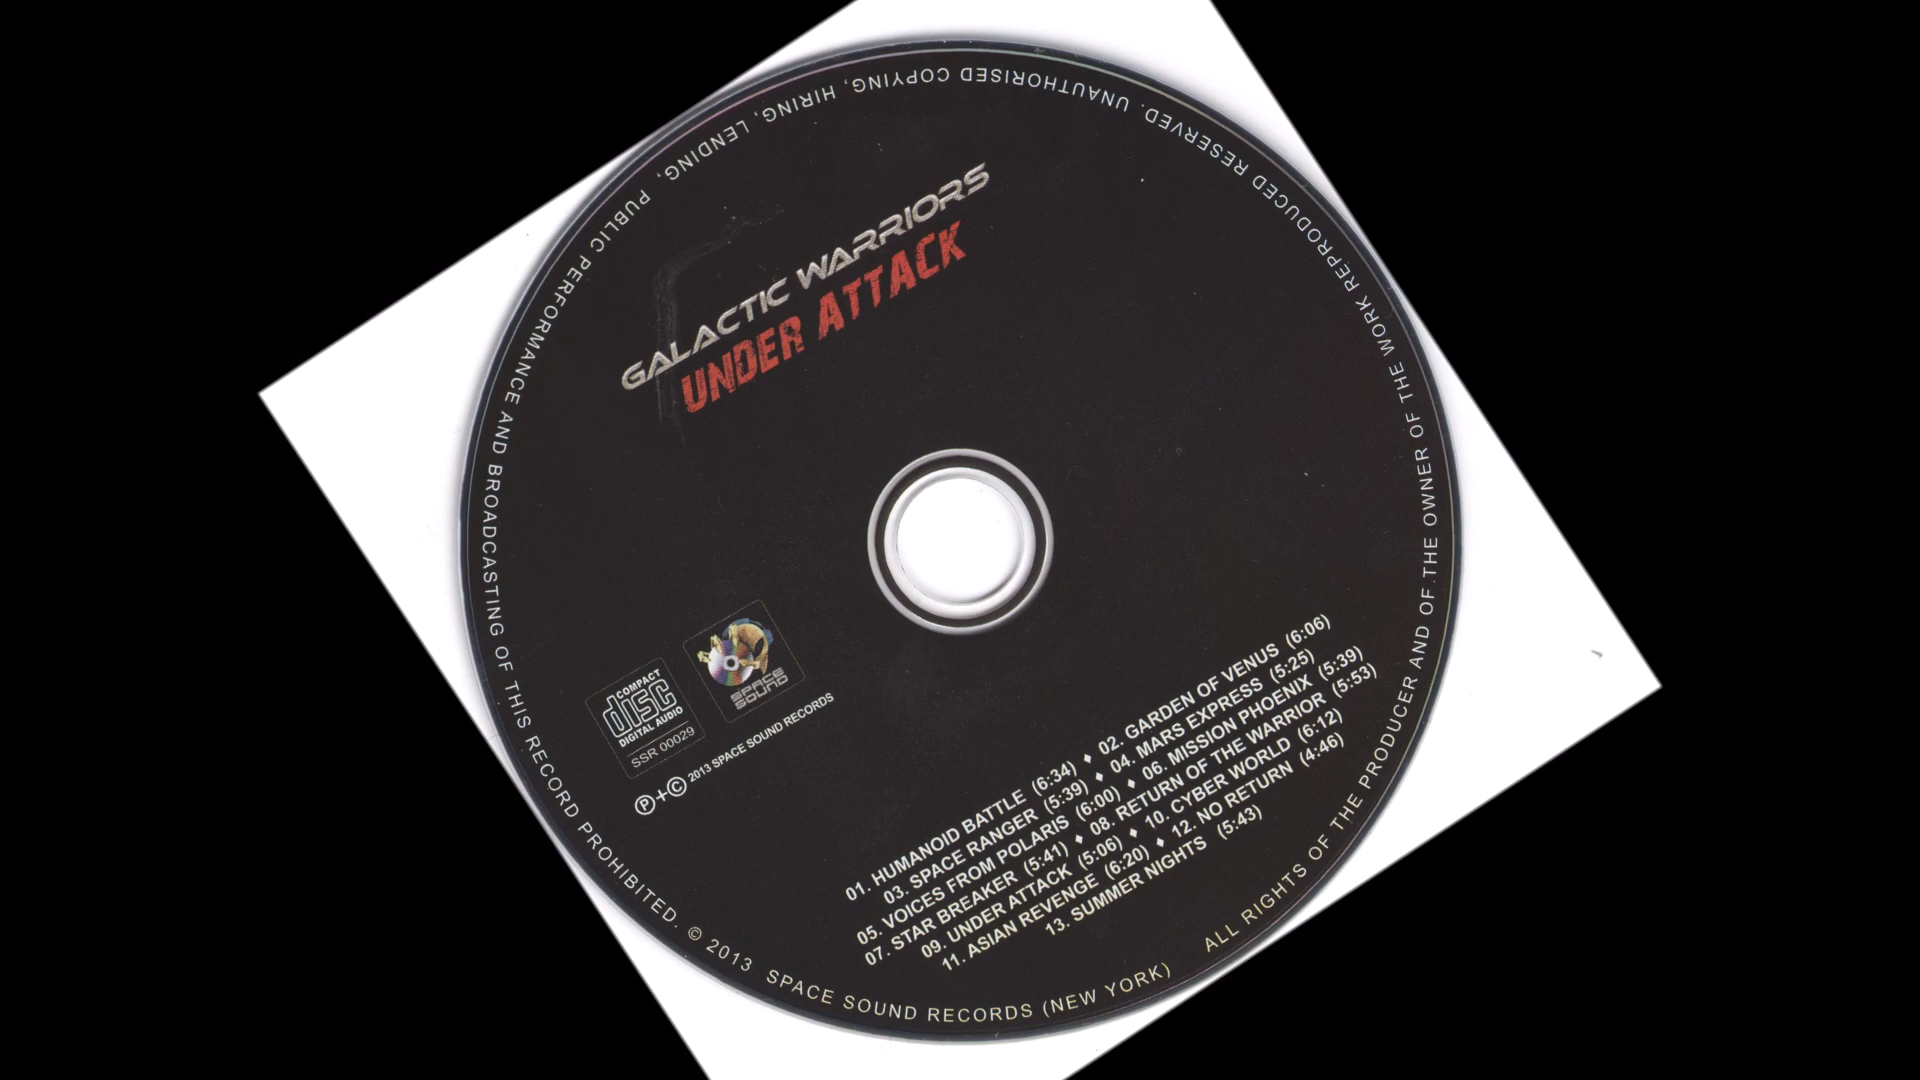 GALACTIC WARRIORS
UNDER ATTACK
COMPACT
disc
DIGITAL AUDIO
SSR 00029
SPACE
SOUND
Ⓟ+© 2013 SPACE SOUND RECORDS
01. HUMANOID BATTLE (6:34) ♦ 02. GARDEN OF VENUS (6:06)
03. SPACE RANGER (5:39) ♦ 04. MARS EXPRESS (5:25)
05. VOICES FROM POLARIS (6:00) ♦ 06. MISSION PHOENIX (5:39)
07. STAR BREAKER (5:41) ♦ 08. RETURN OF THE WARRIOR (5:53)
09. UNDER ATTACK (5:06) ♦ 10. CYBER WORLD (6:12)
11. ASIAN REVENGE (6:20) ♦ 12. NO RETURN (4:46)
13. SUMMER NIGHTS (5:43)
ALL RIGHTS OF THE PRODUCER AND OF THE OWNER OF THE WORK REPRODUCED RESERVED. UNAUTHORISED COPYING, HIRING, LENDING, PUBLIC PERFORMANCE AND BROADCASTING OF THIS RECORD PROHIBITED. © 2013 SPACE SOUND RECORDS (NEW YORK)